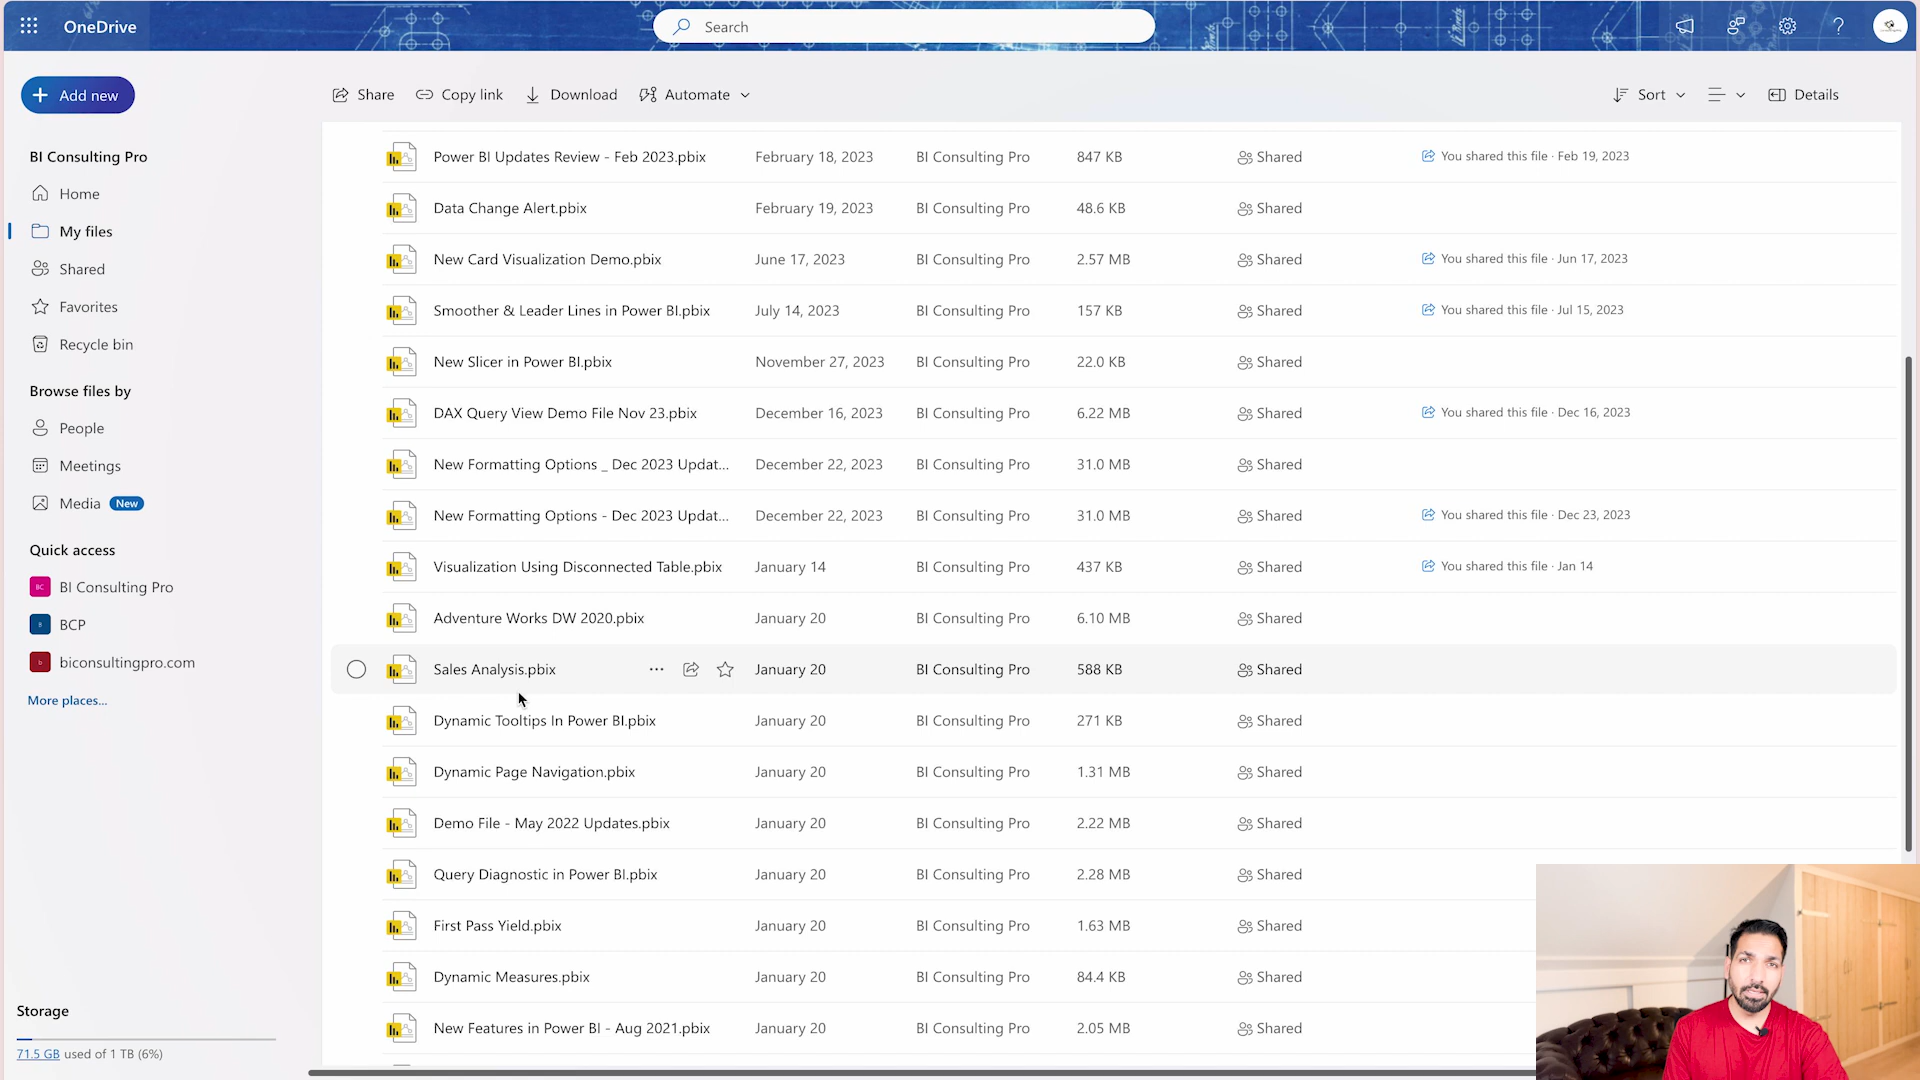 OneDrive
Search
Add new
Share Copy link Download Automate Sort Details
BI Consulting Pro
Home
My files
Shared
Favorites
Recycle bin
Browse files by
People
Meetings
Media New
Quick access
BC BI Consulting Pro
BCP
b biconsultingpro.com
More places...
Storage
71.5 GB used of 1 TB (6%)
Power BI Updates Review - Feb 2023.pbix February 18, 2023 BI Consulting Pro 847 KB Shared You shared this file · Feb 19, 2023
Data Change Alert.pbix February 19, 2023 BI Consulting Pro 48.6 KB Shared
New Card Visualization Demo.pbix June 17, 2023 BI Consulting Pro 2.57 MB Shared You shared this file · Jun 17, 2023
Smoother & Leader Lines in Power BI.pbix July 14, 2023 BI Consulting Pro 157 KB Shared You shared this file · Jul 15, 2023
New Slicer in Power BI.pbix November 27, 2023 BI Consulting Pro 22.0 KB Shared
DAX Query View Demo File Nov 23.pbix December 16, 2023 BI Consulting Pro 6.22 MB Shared You shared this file · Dec 16, 2023
New Formatting Options _ Dec 2023 Updat... December 22, 2023 BI Consulting Pro 31.0 MB Shared
New Formatting Options - Dec 2023 Updat... December 22, 2023 BI Consulting Pro 31.0 MB Shared You shared this file · Dec 23, 2023
Visualization Using Disconnected Table.pbix January 14 BI Consulting Pro 437 KB Shared You shared this file · Jan 14
Adventure Works DW 2020.pbix January 20 BI Consulting Pro 6.10 MB Shared
Sales Analysis.pbix January 20 BI Consulting Pro 588 KB Shared
Dynamic Tooltips In Power BI.pbix January 20 BI Consulting Pro 271 KB Shared
Dynamic Page Navigation.pbix January 20 BI Consulting Pro 1.31 MB Shared
Demo File - May 2022 Updates.pbix January 20 BI Consulting Pro 2.22 MB Shared
Query Diagnostic in Power BI.pbix January 20 BI Consulting Pro 2.28 MB Shared
First Pass Yield.pbix January 20 BI Consulting Pro 1.63 MB Shared
Dynamic Measures.pbix January 20 BI Consulting Pro 84.4 KB Shared
New Features in Power BI - Aug 2021.pbix January 20 BI Consulting Pro 2.05 MB Shared